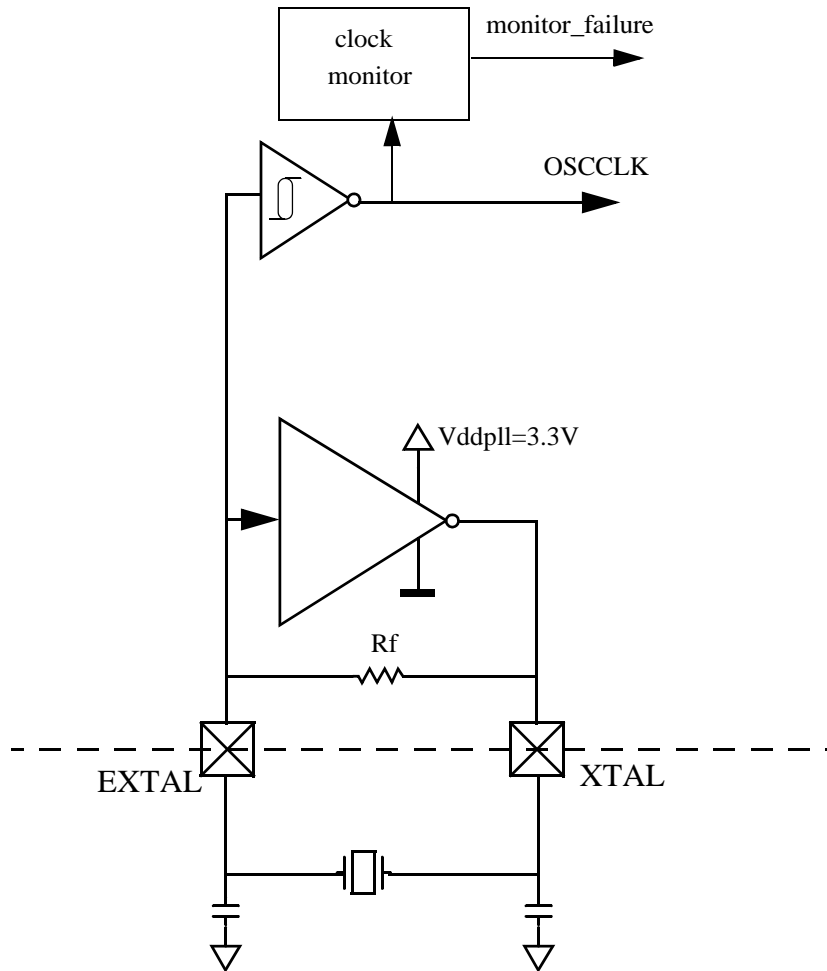 clock
monitor
monitor_failure
OSCCLK
Vddpll=3.3V
Rf
EXTAL
XTAL